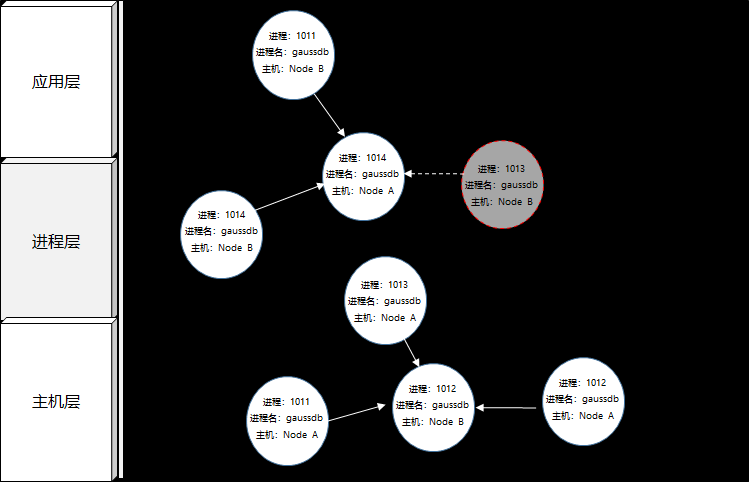 应用层
进程层
主机层
进程：1011
进程名：gaussdb
主机：Node B
进程：1014
进程名：gaussdb
主机：Node A
进程：1013
进程名：gaussdb
主机：Node B
进程：1014
进程名：gaussdb
主机：Node B
进程：1013
进程名：gaussdb
主机：Node A
进程：1012
进程名：gaussdb
主机：Node B
进程：1012
进程名：gaussdb
主机：Node A
进程：1011
进程名：gaussdb
主机：Node A